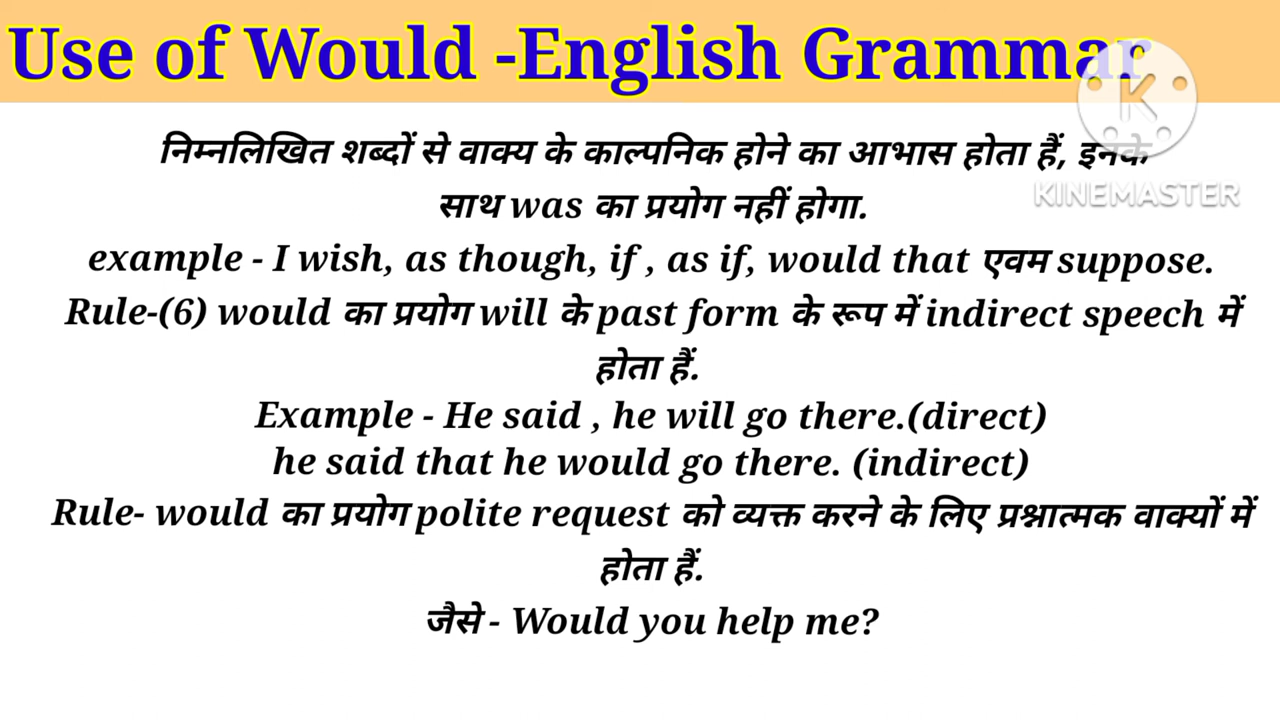 Use of Would -English Grammar
निम्नलिखित शब्दों से वाक्य के काल्पनिक होने का आभास होता हैं, इनके
साथ was का प्रयोग नहीं होगा.
example - I wish, as though, if , as if, would that एवम suppose.
Rule-(6) would का प्रयोग will के past form के रूप में indirect speech में
होता हैं.
Example - He said , he will go there.(direct)
he said that he would go there. (indirect)
Rule- would का प्रयोग polite request को व्यक्त करने के लिए प्रश्नात्मक वाक्यों में
होता हैं.
जैसे - Would you help me?
K
KINEMASTER